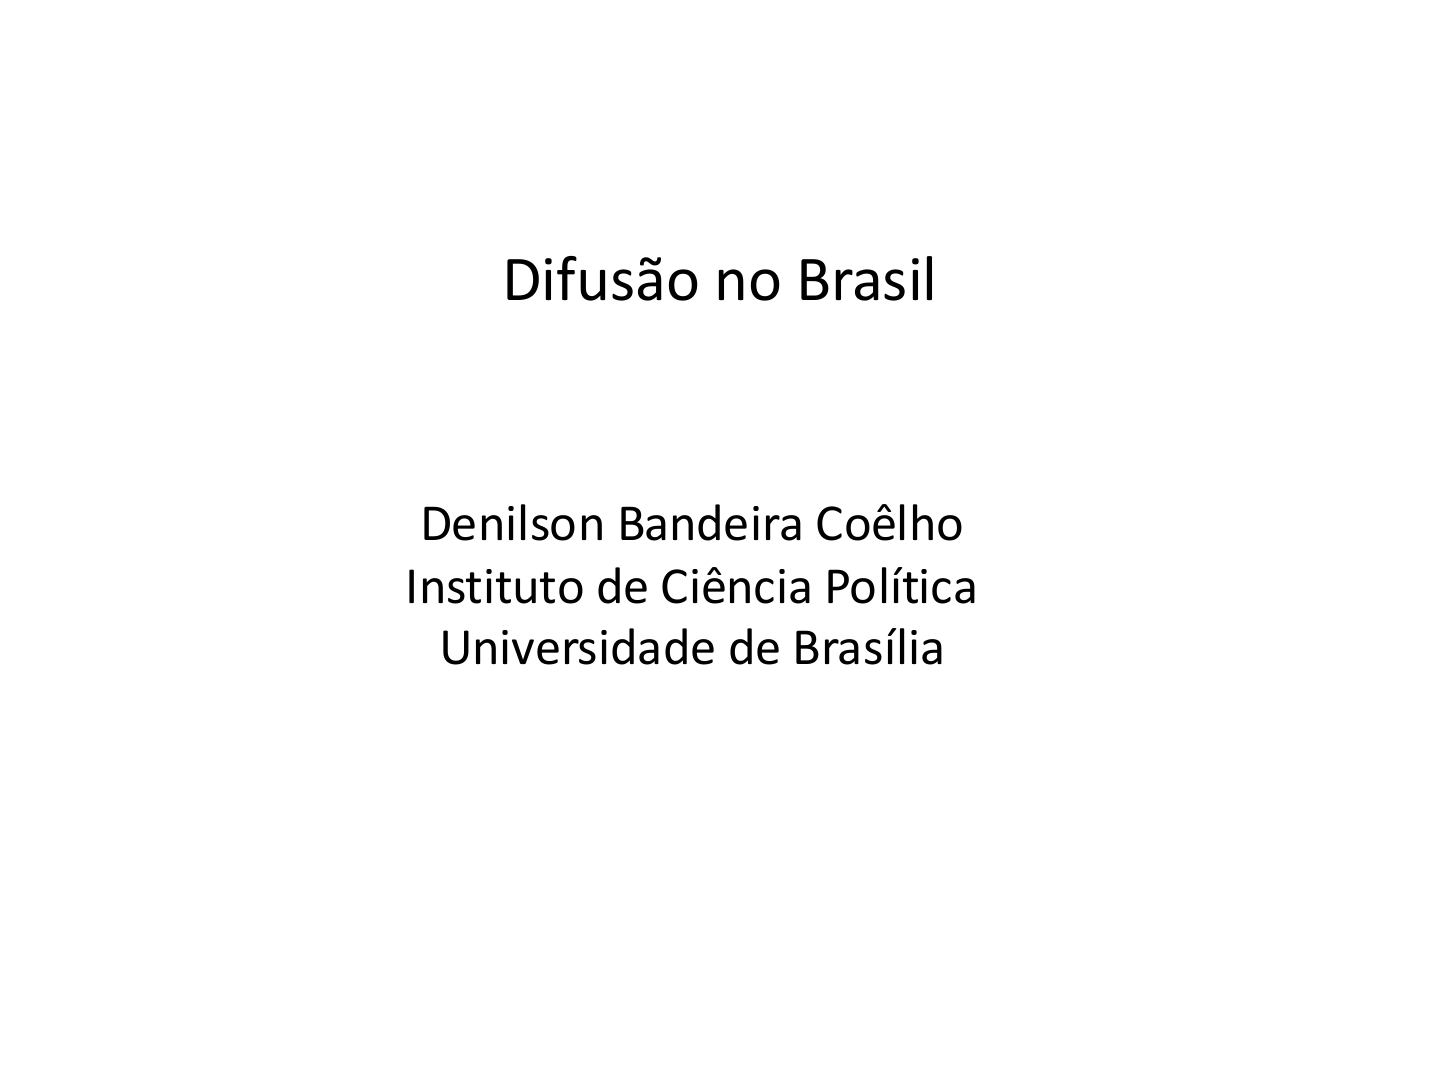 Difusão no Brasil
Denilson Bandeira Coêlho
Instituto de Ciência Política
Universidade de Brasília